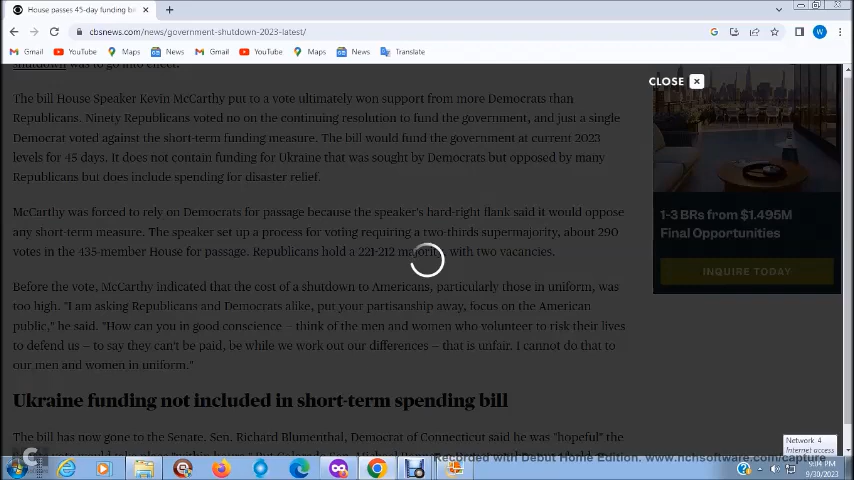 House passes 45-day funding bi
cbsnews.com/news/government-shutdown-2023-latest/
Gmail YouTube Maps News Gmail YouTube Maps News Translate
shutdown was to go into effect.
CLOSE
The bill House Speaker Kevin McCarthy put to a vote ultimately won support from more Democrats than
Republicans. Ninety Republicans voted no on the continuing resolution to fund the government, and just a single
Democrat voted against the short-term funding measure. The bill would fund the government at current 2023
levels for 45 days. It does not contain funding for Ukraine that was sought by Democrats but opposed by many
Republicans but does include spending for disaster relief.
McCarthy was forced to rely on Democrats for passage because the speaker's hard-right flank said it would oppose
any short-term measure. The speaker set up a process for voting requiring a two-thirds supermajority, about 290
votes in the 435-member House for passage. Republicans hold a 221-212 majority, with two vacancies.
Before the vote, McCarthy indicated that the cost of a shutdown to Americans, particularly those in uniform, was
too high. "I am asking Republicans and Democrats alike, put your partisanship away, focus on the American
public," he said. "How can you in good conscience – think of the men and women who volunteer to risk their lives
to defend us – to say they can't be paid, be while we work out our differences – that is unfair. I cannot do that to
our men and women in uniform."
Ukraine funding not included in short-term spending bill
The bill has now gone to the Senate. Sen. Richard Blumenthal, Democrat of Connecticut said he was "hopeful" the
1-3 BRs from $1.495M
Final Opportunities
INQUIRE TODAY
Network 4
Internet access
Recorded with Debut Home Edition. www.nchsoftware.com/capture
9:04 PM
9/30/2023